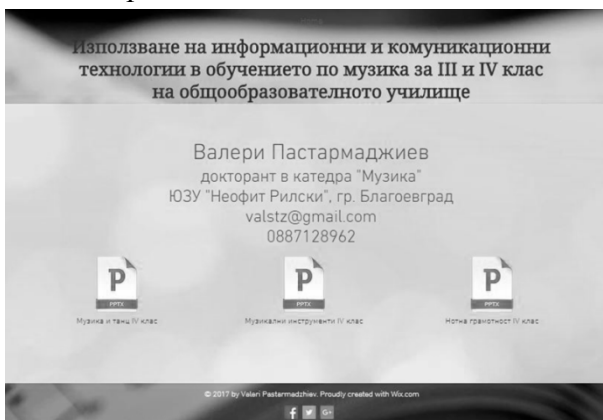 Използване на информационни и комуникационни
технологии в обучението по музика за III и IV клас
на общообразователното училище
Валери Пастармаджиев
докторант в катедра "Музика"
ЮЗУ "Неофит Рилски", гр. Благоевград
valstz@gmail.com
0887128962
P P P
PPTX PPTX PPTX
Музика и танц IV клас Музикални инструменти IV клас Нотна грамотност IV клас
© 2017 by Valeri Pastarmadzhiev. Proudly created with Wix.com
f G+